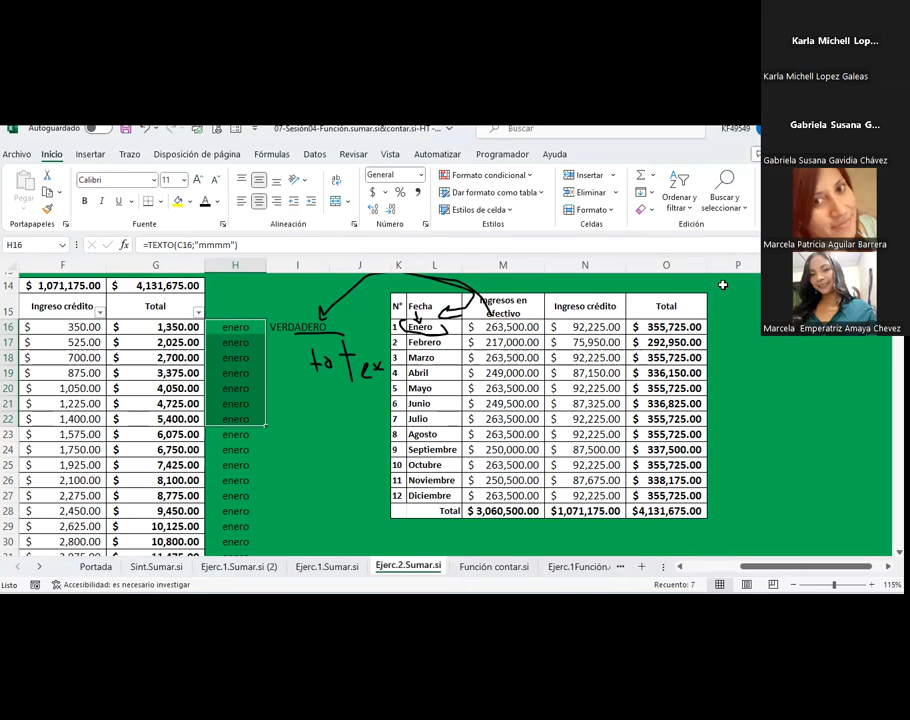 Karla Michell Lop...
Karla Michell Lopez Galeas
Gabriela Susana G...
Gabriela Susana Gavidia Chávez
Marcela Patricia Aguilar Barrera
Marcela Emperatriz Amaya Chevez
Autoguardado 07-Sesión04-Función.sumar.si&contar.si-HT -... Buscar KF49549
Archivo Inicio Insertar Trazo Disposición de página Fórmulas Datos Revisar Vista Automatizar Programador Ayuda
Pegar Calibri 11 Formato condicional Insertar Ordenar y filtrar Buscar y seleccionar
N K S $ % Dar formato como tabla Eliminar
Estilos de celda Formato
Portapapeles Fuente Alineación Número Estilos Celdas Edición
H16 fx =TEXTO(C16;"mmmm")
F G H I J K L M N O P
14 $ 1,071,175.00 $ 4,131,675.00
15 Ingreso crédito Total N° Fecha Ingresos en efectivo Ingreso crédito Total
16 $ 350.00 $ 1,350.00 enero VERDADERO 1 Enero $ 263,500.00 $ 92,225.00 $ 355,725.00
17 $ 525.00 $ 2,025.00 enero 2 Febrero $ 217,000.00 $ 75,950.00 $ 292,950.00
18 $ 700.00 $ 2,700.00 enero 3 Marzo $ 263,500.00 $ 92,225.00 $ 355,725.00
19 $ 875.00 $ 3,375.00 enero 4 Abril $ 249,000.00 $ 87,150.00 $ 336,150.00
20 $ 1,050.00 $ 4,050.00 enero 5 Mayo $ 263,500.00 $ 92,225.00 $ 355,725.00
21 $ 1,225.00 $ 4,725.00 enero 6 Junio $ 249,500.00 $ 87,325.00 $ 336,825.00
22 $ 1,400.00 $ 5,400.00 enero 7 Julio $ 263,500.00 $ 92,225.00 $ 355,725.00
23 $ 1,575.00 $ 6,075.00 enero 8 Agosto $ 263,500.00 $ 92,225.00 $ 355,725.00
24 $ 1,750.00 $ 6,750.00 enero 9 Septiembre $ 250,000.00 $ 87,500.00 $ 337,500.00
25 $ 1,925.00 $ 7,425.00 enero 10 Octubre $ 263,500.00 $ 92,225.00 $ 355,725.00
26 $ 2,100.00 $ 8,100.00 enero 11 Noviembre $ 250,500.00 $ 87,675.00 $ 338,175.00
27 $ 2,275.00 $ 8,775.00 enero 12 Diciembre $ 263,500.00 $ 92,225.00 $ 355,725.00
28 $ 2,450.00 $ 9,450.00 enero Total $ 3,060,500.00 $1,071,175.00 $4,131,675.00
29 $ 2,625.00 $ 10,125.00 enero
30 $ 2,800.00 $ 10,800.00 enero
Portada Sint.Sumar.si Ejerc.1.Sumar.si (2) Ejerc.1.Sumar.si Ejerc.2.Sumar.si Función contar.si Ejerc.1Función.
Listo Accesibilidad: es necesario investigar Recuento: 7 115%